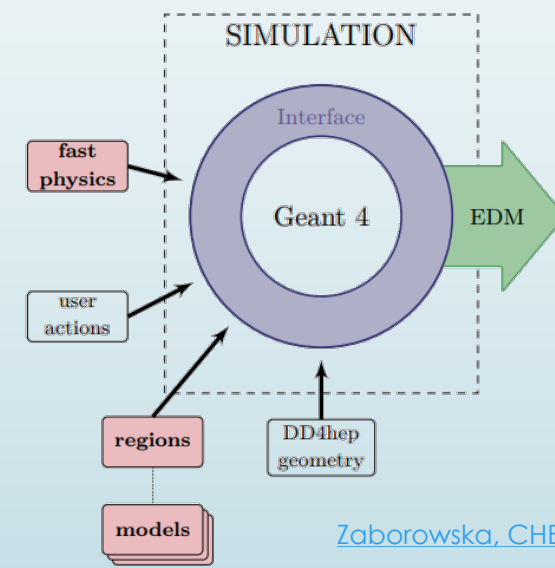 SIMULATION
Interface
fast
physics
Geant 4
EDM
user
actions
regions
DD4hep
geometry
models
Zaborowska, CHE